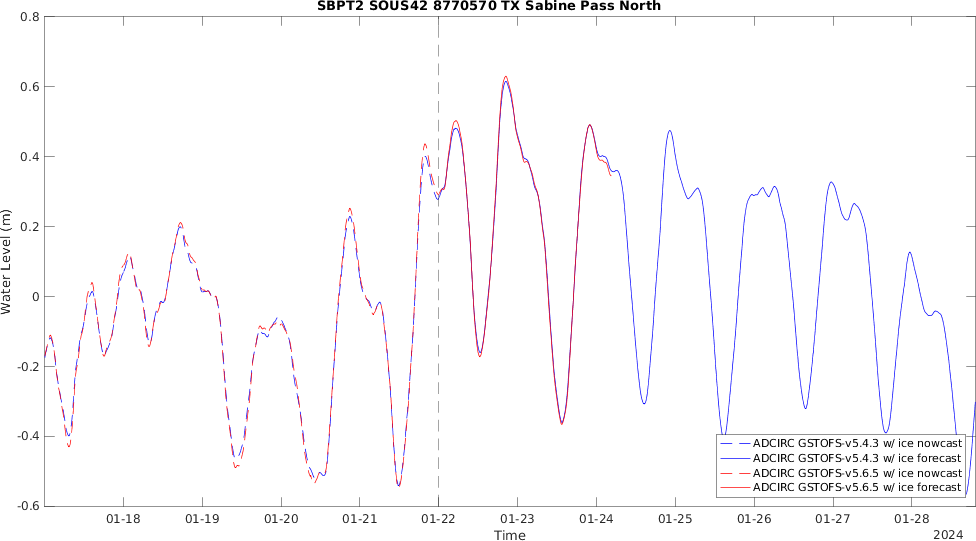 SBPT2 SOUS42 8770570 TX Sabine Pass North
Water Level (m)
0.8
0.6
0.4
0.2
0
-0.2
-0.4
-0.6
01-18 01-19 01-20 01-21 01-22 01-23 01-24 01-25 01-26 01-27 01-28
Time
2024
ADCIRC GSTOFS-v5.4.3 w/ ice nowcast
ADCIRC GSTOFS-v5.4.3 w/ ice forecast
ADCIRC GSTOFS-v5.6.5 w/ ice nowcast
ADCIRC GSTOFS-v5.6.5 w/ ice forecast